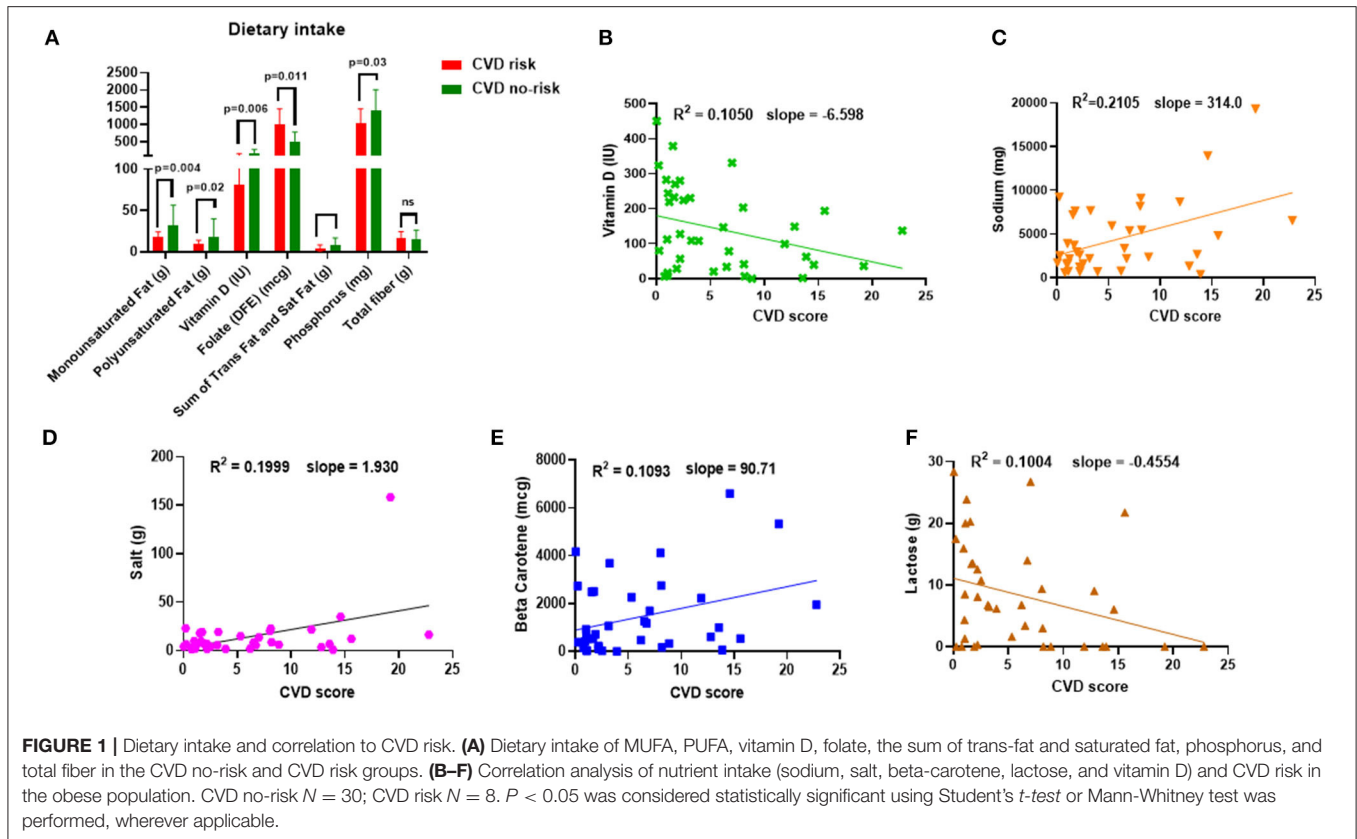 A
Dietary intake
2500
2000
1500
1000
500
100
50
0
p=0.004
p=0.02
p=0.006
p=0.011
p=0.03
ns
CVD risk
CVD no-risk
Monounsaturated Fat (g)
Polyunsaturated Fat (g)
Vitamin D (IU)
Folate (DFE) (mcg)
Sum of Trans Fat and Sat Fat (g)
Phosphorus (mg)
Total fiber (g)
B
R² = 0.1050 slope = -6.598
Vitamin D (IU)
500
400
300
200
100
0
0 5 10 15 20 25
CVD score
C
R²=0.2105 slope = 314.0
Sodium (mg)
20000
15000
10000
5000
0
0 5 10 15 20 25
CVD score
D
R² = 0.1999 slope = 1.930
Salt (g)
200
150
100
50
0
0 5 10 15 20 25
CVD score
E
R² = 0.1093 slope = 90.71
Beta Carotene (mcg)
8000
6000
4000
2000
0
0 5 10 15 20 25
CVD score
F
R² = 0.1004 slope = -0.4554
Lactose (g)
30
20
10
0
0 5 10 15 20 25
CVD score
FIGURE 1 | Dietary intake and correlation to CVD risk. (A) Dietary intake of MUFA, PUFA, vitamin D, folate, the sum of trans-fat and saturated fat, phosphorus, and
total fiber in the CVD no-risk and CVD risk groups. (B–F) Correlation analysis of nutrient intake (sodium, salt, beta-carotene, lactose, and vitamin D) and CVD risk in
the obese population. CVD no-risk N = 30; CVD risk N = 8. P < 0.05 was considered statistically significant using Student's t-test or Mann-Whitney test was
performed, wherever applicable.